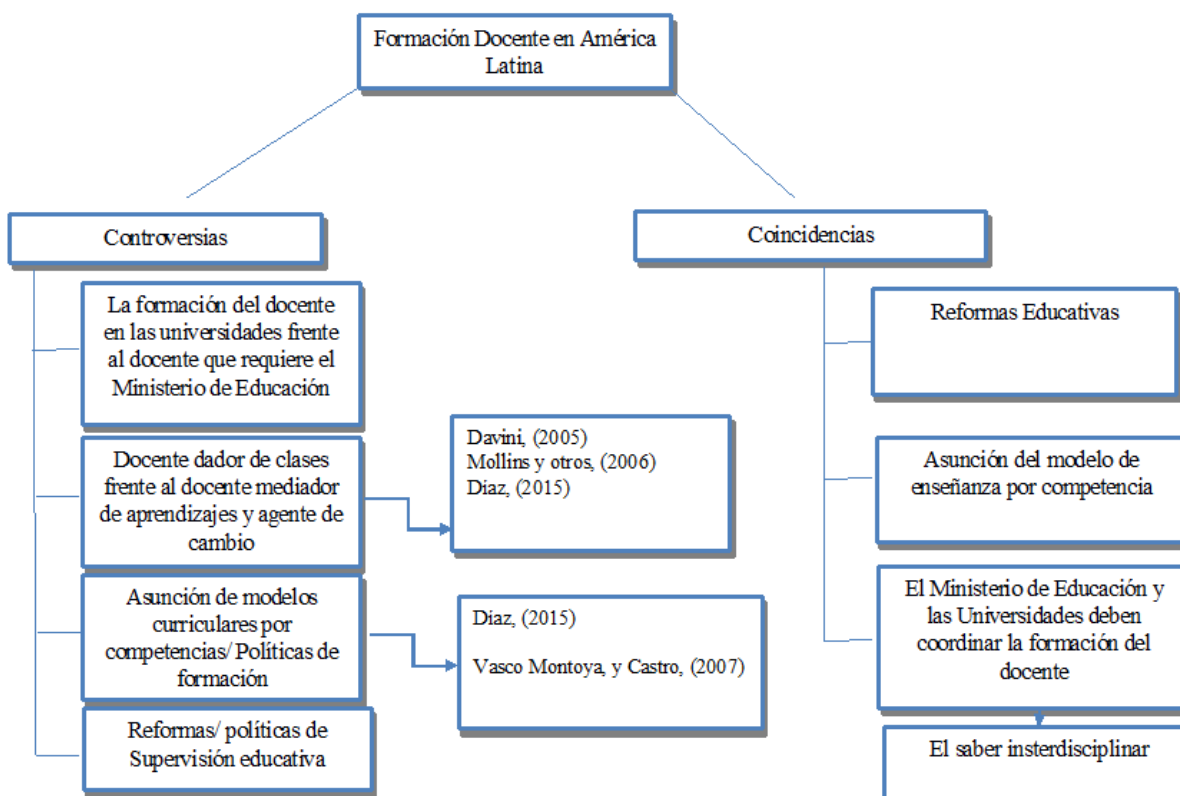 Formación Docente en América
Latina
Controversias
La formación del docente
en las universidades frente
al docente que requiere el
Ministerio de Educación
Docente dador de clases
frente al docente mediador
de aprendizajes y agente de
cambio
Davini, (2005)
Mollins y otros, (2006)
Díaz, (2015)
Asunción de modelos
curriculares por
competencias/ Políticas de
formación
Díaz, (2015)
Vasco Montoya, y Castro, (2007)
Reformas/ políticas de
Supervisión educativa
Coincidencias
Reformas Educativas
Asunción del modelo de
enseñanza por competencia
El Ministerio de Educación y
las Universidades deben
coordinar la formación del
docente
El saber insterdisciplinar